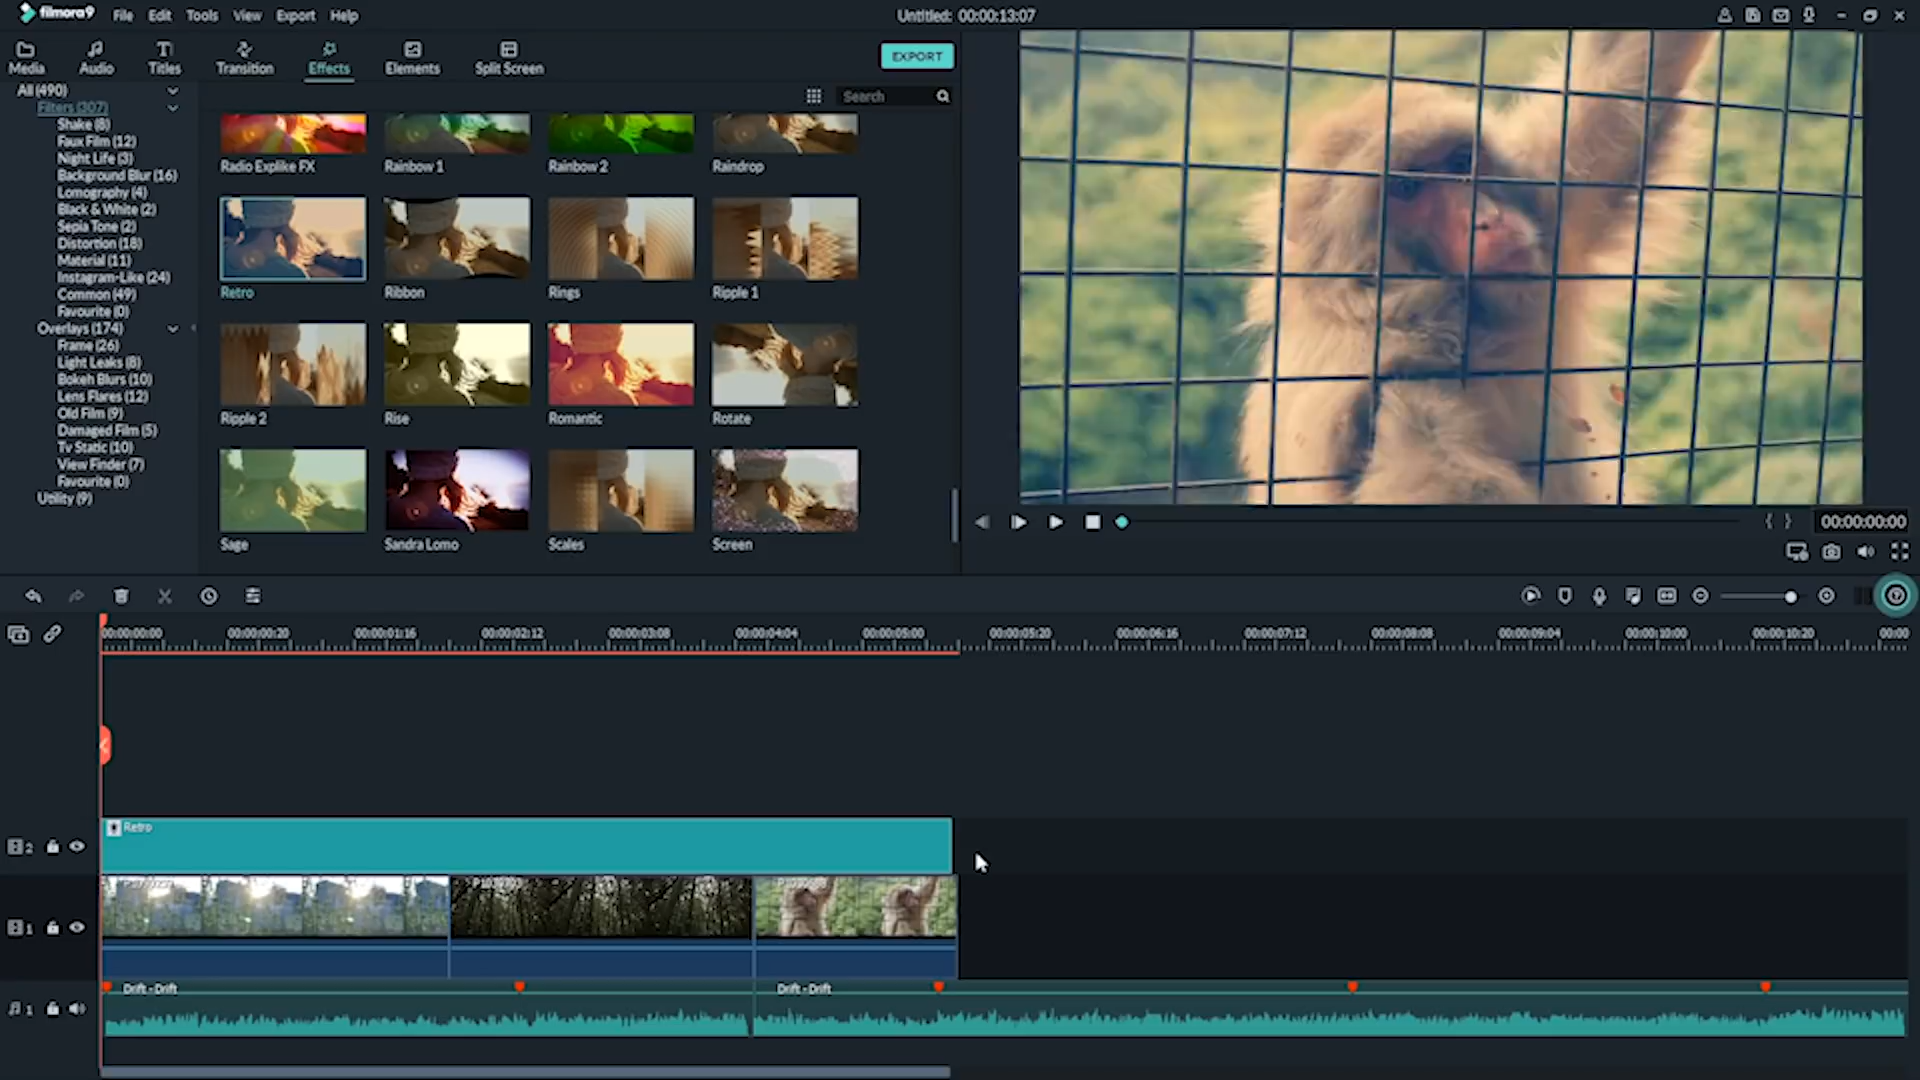 filmora9 File Edit Tools View Export Help Untitled: 00:00:13:07
Media Audio Titles Transition Effects Elements Split Screen EXPORT
All (490)
Filters (307)
Shake (8)
Faux Film (12)
Night Life (3)
Background Blur (16)
Lomography (4)
Black & White (2)
Sepia Tone (2)
Distortion (18)
Material (11)
Instagram-Like (24)
Common (49)
Favourite (0)
Overlays (174)
Frame (26)
Light Leaks (8)
Bokeh Blurs (10)
Lens Flares (12)
Old Film (9)
Damaged Film (5)
Tv Static (10)
View Finder (7)
Favourite (0)
Utility (9)
Search
Radio Explike FX Rainbow 1 Rainbow 2 Raindrop
Retro Ribbon Rings Ripple 1
Ripple 2 Rise Romantic Rotate
Sage Sandra Lomo Scales Screen
00:00:00:00
00:00:00:00 00:00:00:20 00:00:01:16 00:00:02:12 00:00:03:08 00:00:04:04 00:00:05:00 00:00:05:20 00:00:06:16 00:00:07:12 00:00:08:08 00:00:09:04 00:00:10:00 00:00:10:20 00:00
2 Retro
1
Drift - Drift Drift - Drift
1